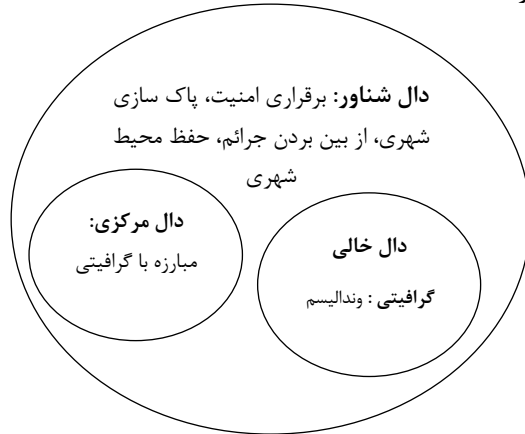 دال شناور: برقراری امنیت، پاک سازی
شهری، از بین بردن جرائم، حفظ محیط
شهری
دال مرکزی:
مبارزه با گرافیتی
دال خالی
گرافیتی : وندالیسم